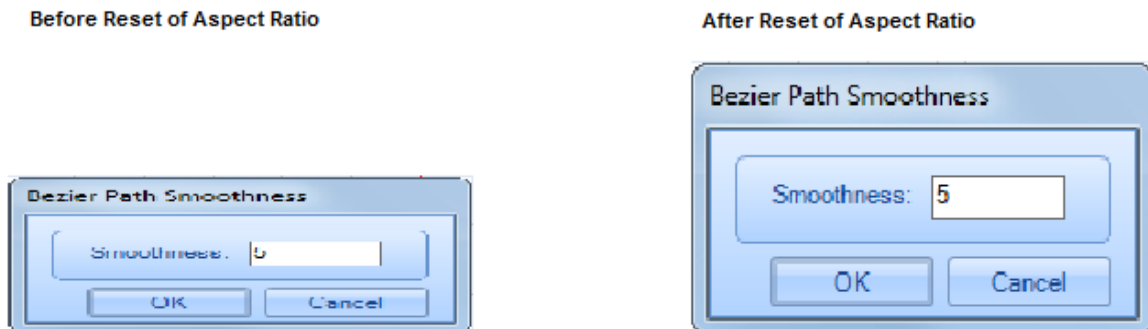 Before Reset of Aspect Ratio
After Reset of Aspect Ratio
Bezier Path Smoothness
Smoothness: 5
OK Cancel
Bezier Path Smoothness
Smoothness: 5
OK Cancel